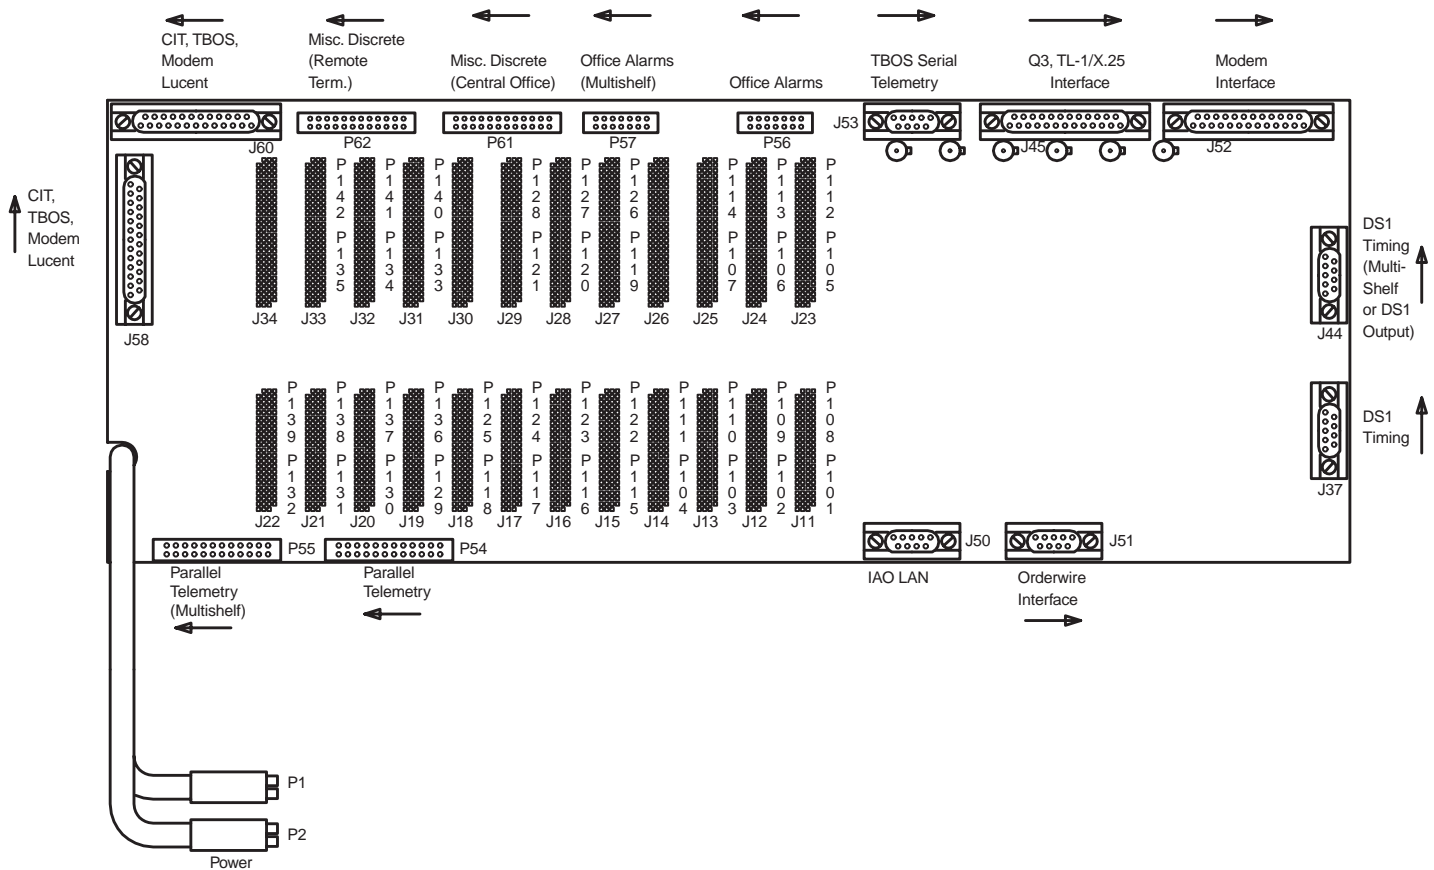 CIT, TBOS,
Modem
Lucent
Misc. Discrete
(Remote
Term.)
Misc. Discrete
(Central Office)
Office Alarms
(Multishelf)
Office Alarms
TBOS Serial
Telemetry
Q3, TL-1/X.25
Interface
Modem
Interface
J60
P62
P61
P57
P56
J53
J45
J52
CIT,
TBOS,
Modem
Lucent
J58
P142
P141
P140
P128
P127
P126
P114
P113
P112
P135
P134
P133
P121
P120
P119
P107
P106
P105
J34
J33
J32
J31
J30
J29
J28
J27
J26
J25
J24
J23
DS1
Timing
(Multi-
Shelf
or DS1
Output)
J44
P139
P138
P137
P136
P125
P124
P123
P122
P111
P110
P109
P108
P132
P131
P130
P129
P118
P117
P116
P115
P104
P103
P102
P101
J22
J21
J20
J19
J18
J17
J16
J15
J14
J13
J12
J11
DS1
Timing
J37
P55
P54
J50
J51
Parallel
Telemetry
(Multishelf)
Parallel
Telemetry
IAO LAN
Orderwire
Interface
P1
P2
Power